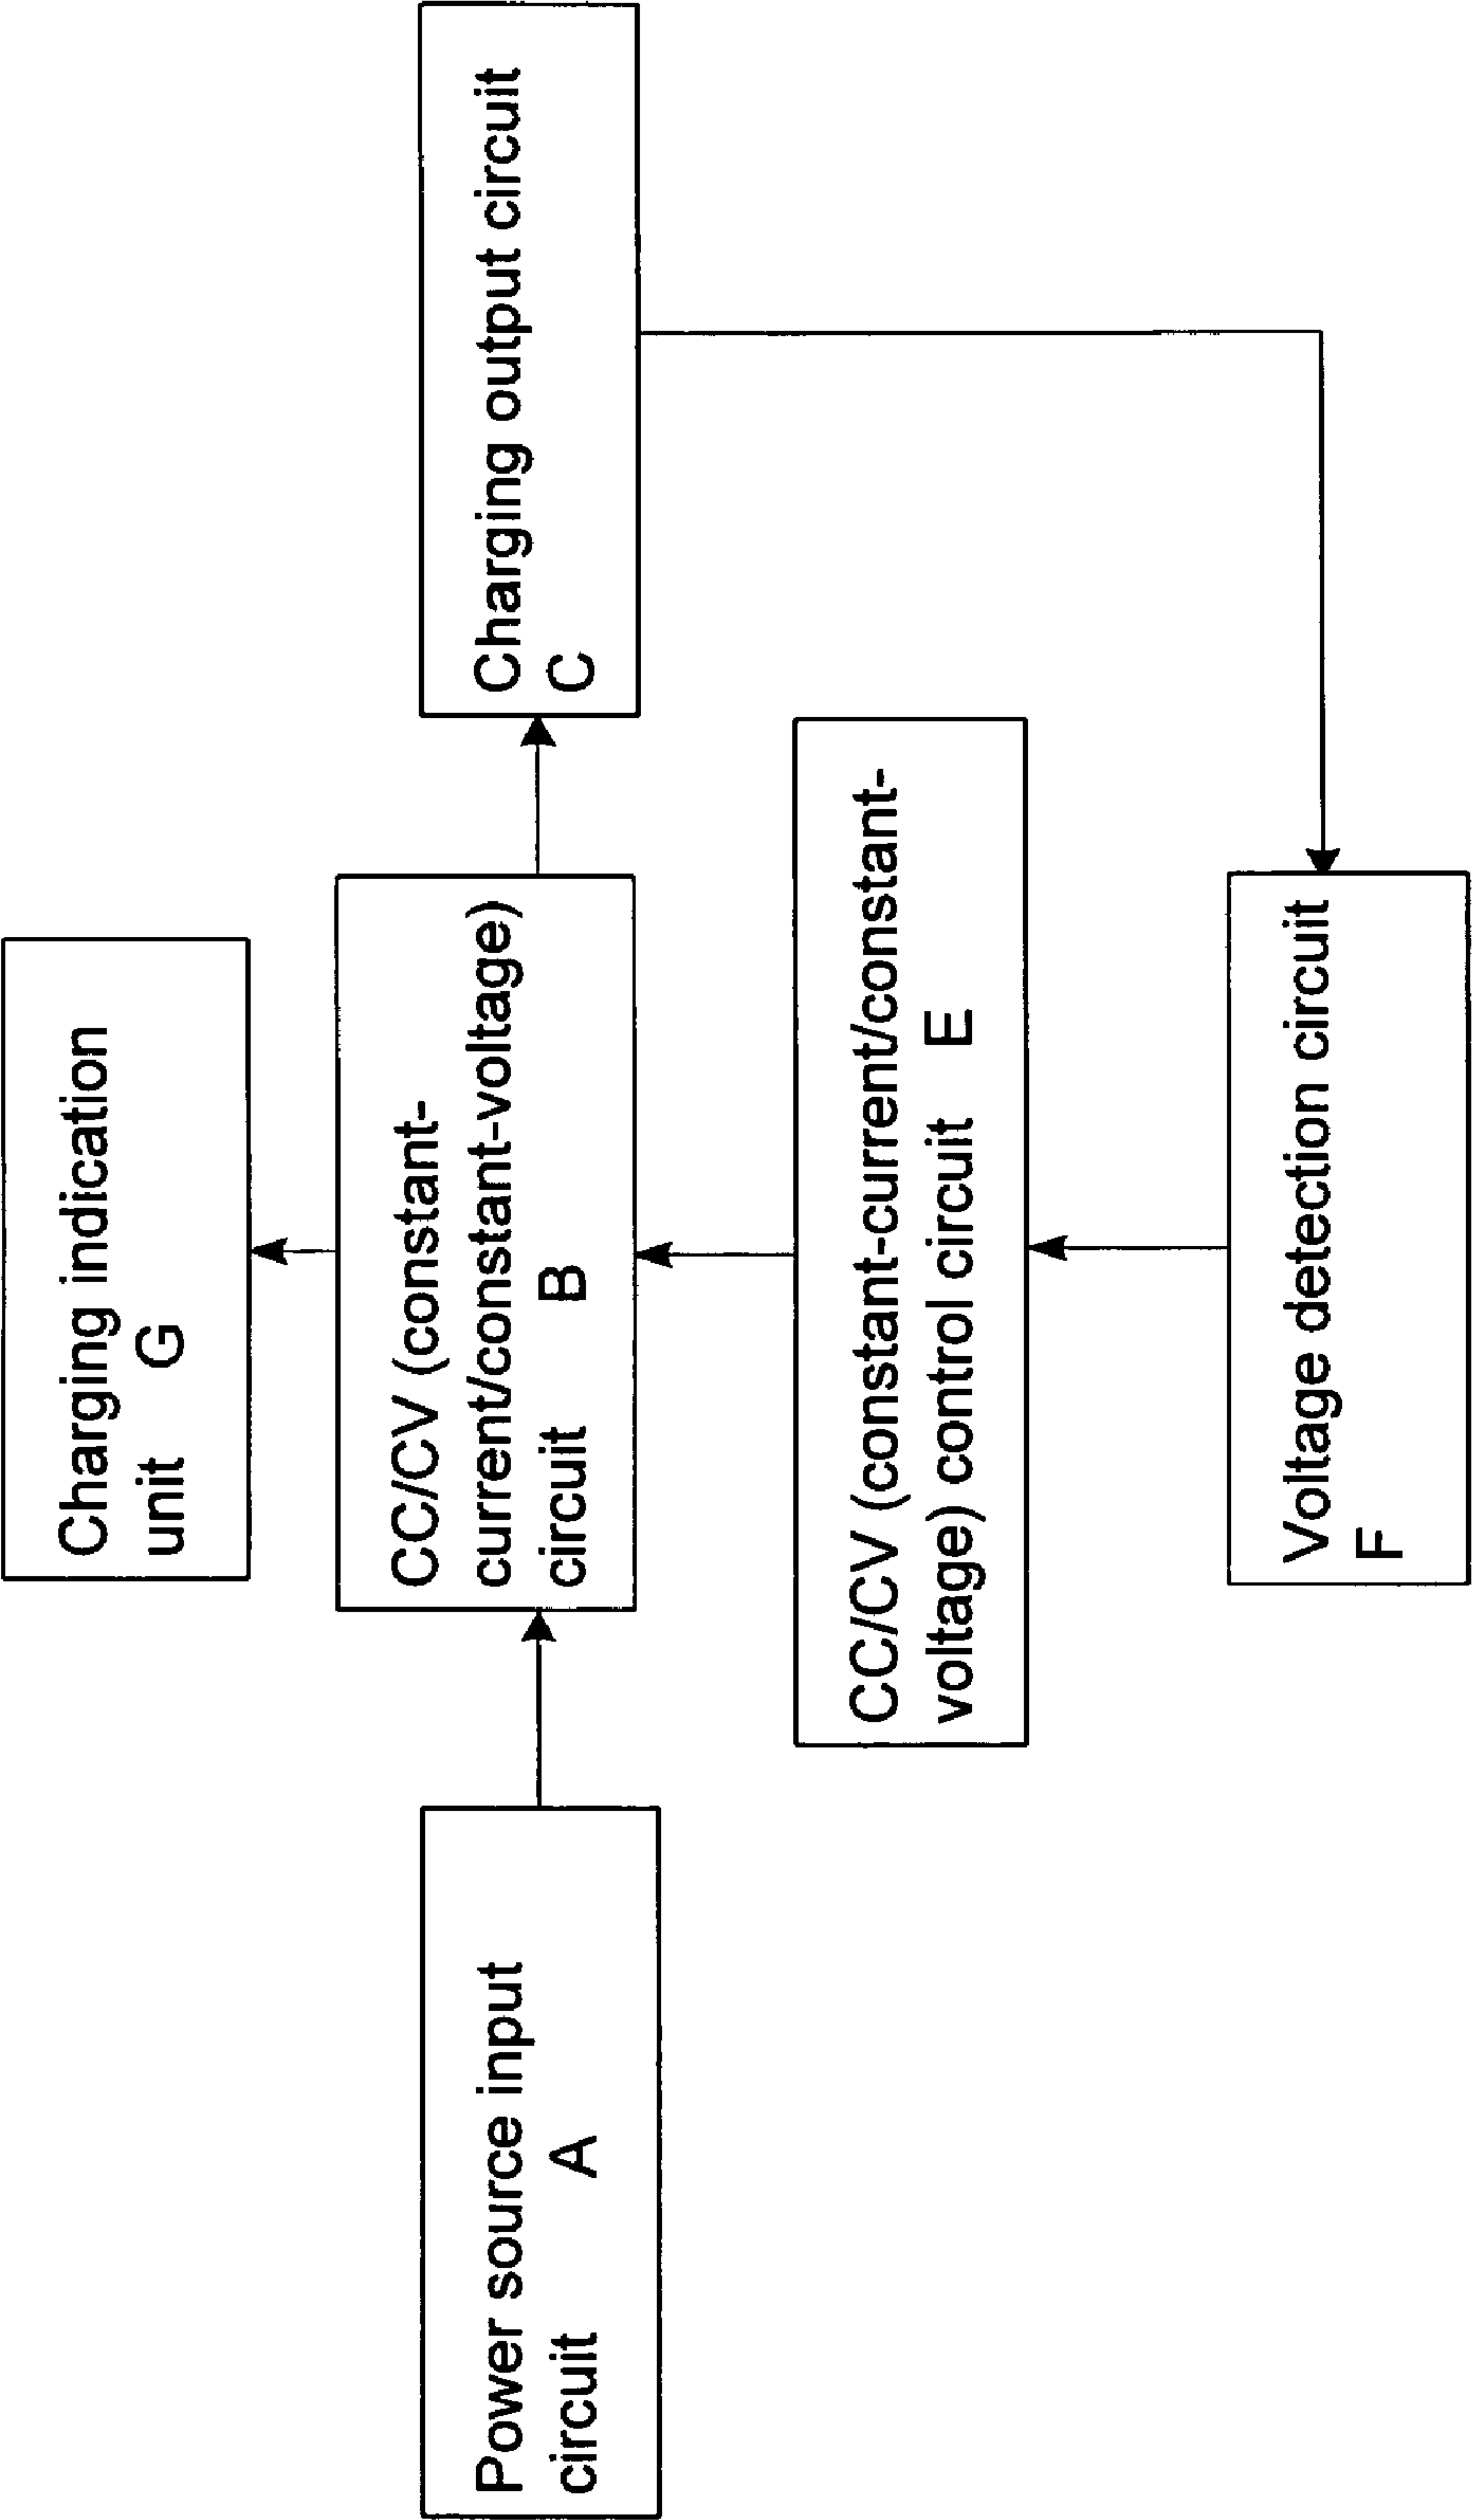 Charging indication
unit G
Power source input
circuit A
CC/CV (constant-
current/constant-voltage)
circuit B
Charging output circuit
C
CC/CV (constant-current/constant-
voltage) control circuit E
Voltage detection circuit
F